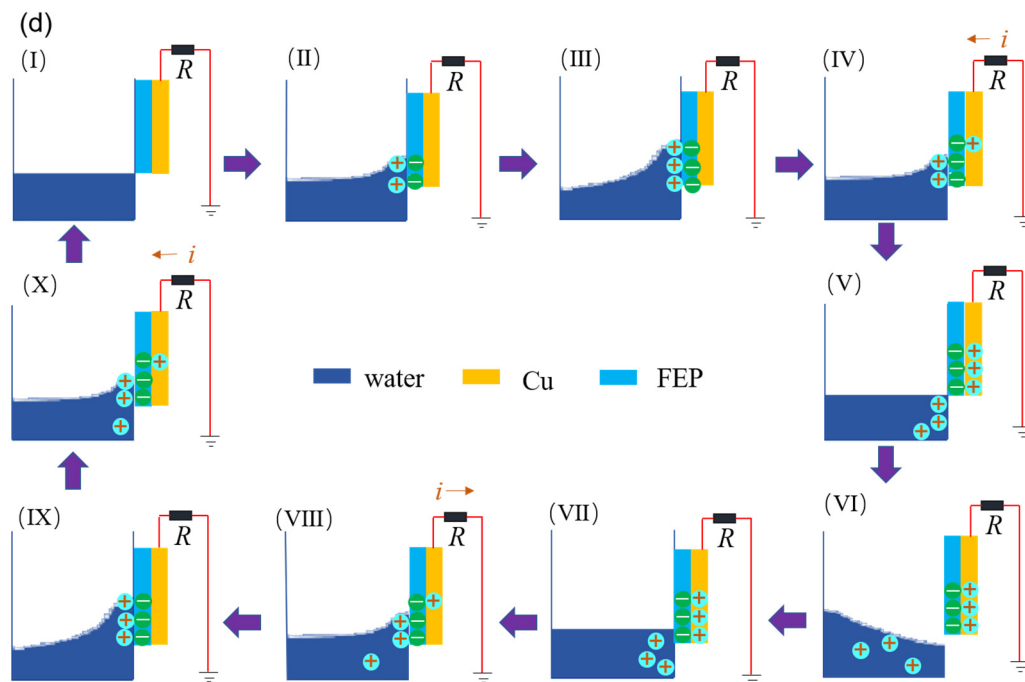 (d)
(I)
R
(II)
R
(III)
R
(IV)
← i
R
(V)
R
(VI)
R
(VII)
R
(VIII)
i →
R
(IX)
R
(X)
← i
R
water
Cu
FEP